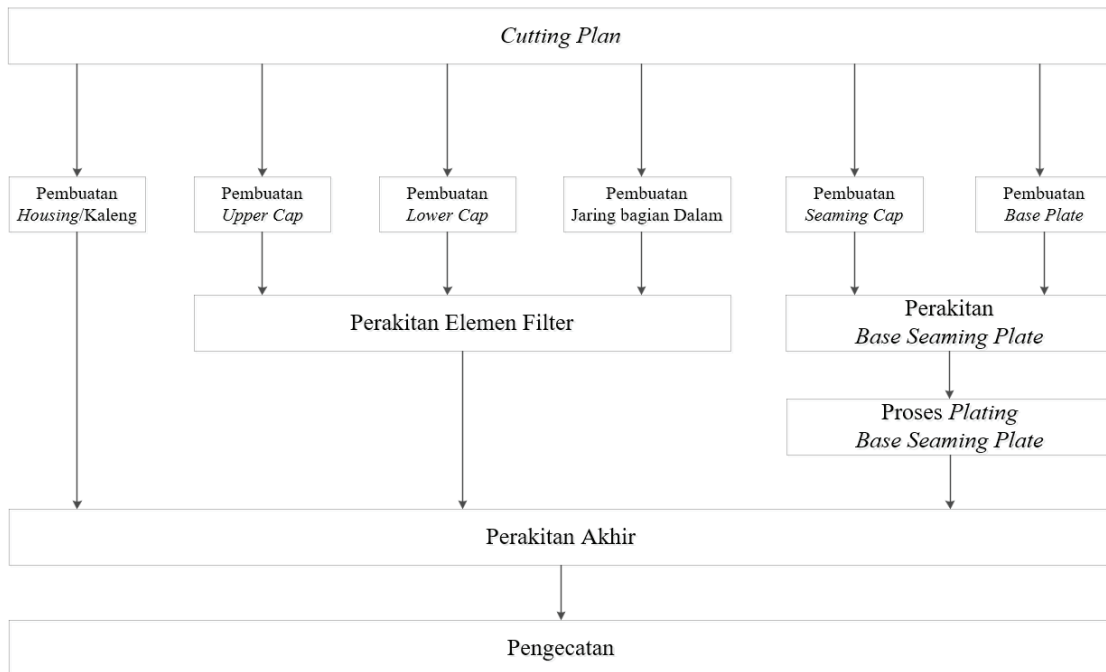 Cutting Plan
Pembuatan
Housing/Kaleng
Pembuatan
Upper Cap
Pembuatan
Lower Cap
Pembuatan
Jaring bagian Dalam
Pembuatan
Seaming Cap
Pembuatan
Base Plate
Perakitan Elemen Filter
Perakitan
Base Seaming Plate
Proses Plating
Base Seaming Plate
Perakitan Akhir
Pengecatan